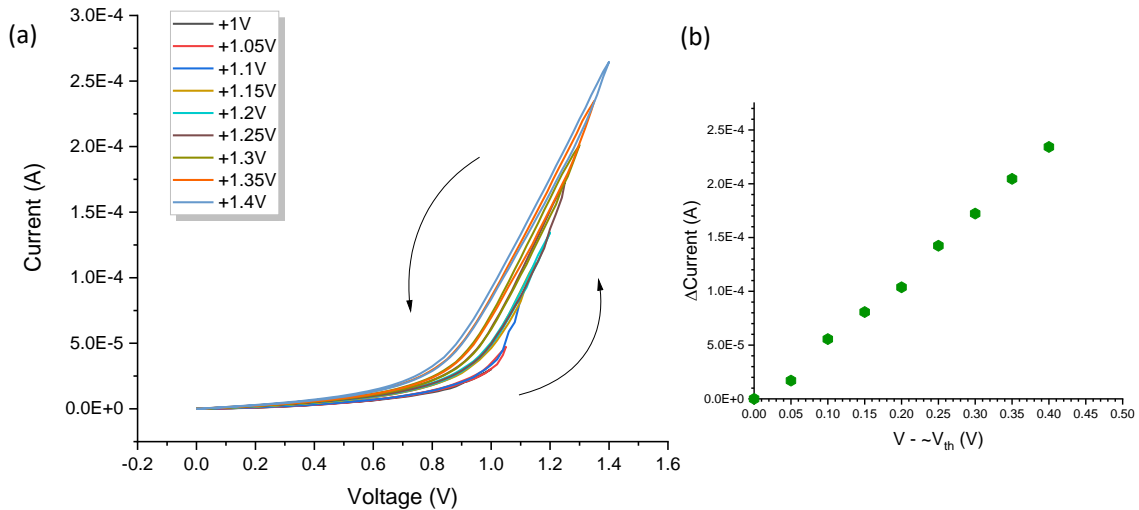 (a)
3.0E-4
2.5E-4
2.0E-4
1.5E-4
1.0E-4
5.0E-5
0.0E+0
Current (A)
+1V
+1.05V
+1.1V
+1.15V
+1.2V
+1.25V
+1.3V
+1.35V
+1.4V
-0.2 0.0 0.2 0.4 0.6 0.8 1.0 1.2 1.4 1.6
Voltage (V)
(b)
2.5E-4
2.0E-4
1.5E-4
1.0E-4
5.0E-5
0.0E+0
ΔCurrent (A)
0.00 0.05 0.10 0.15 0.20 0.25 0.30 0.35 0.40 0.50
V - ~Vth (V)